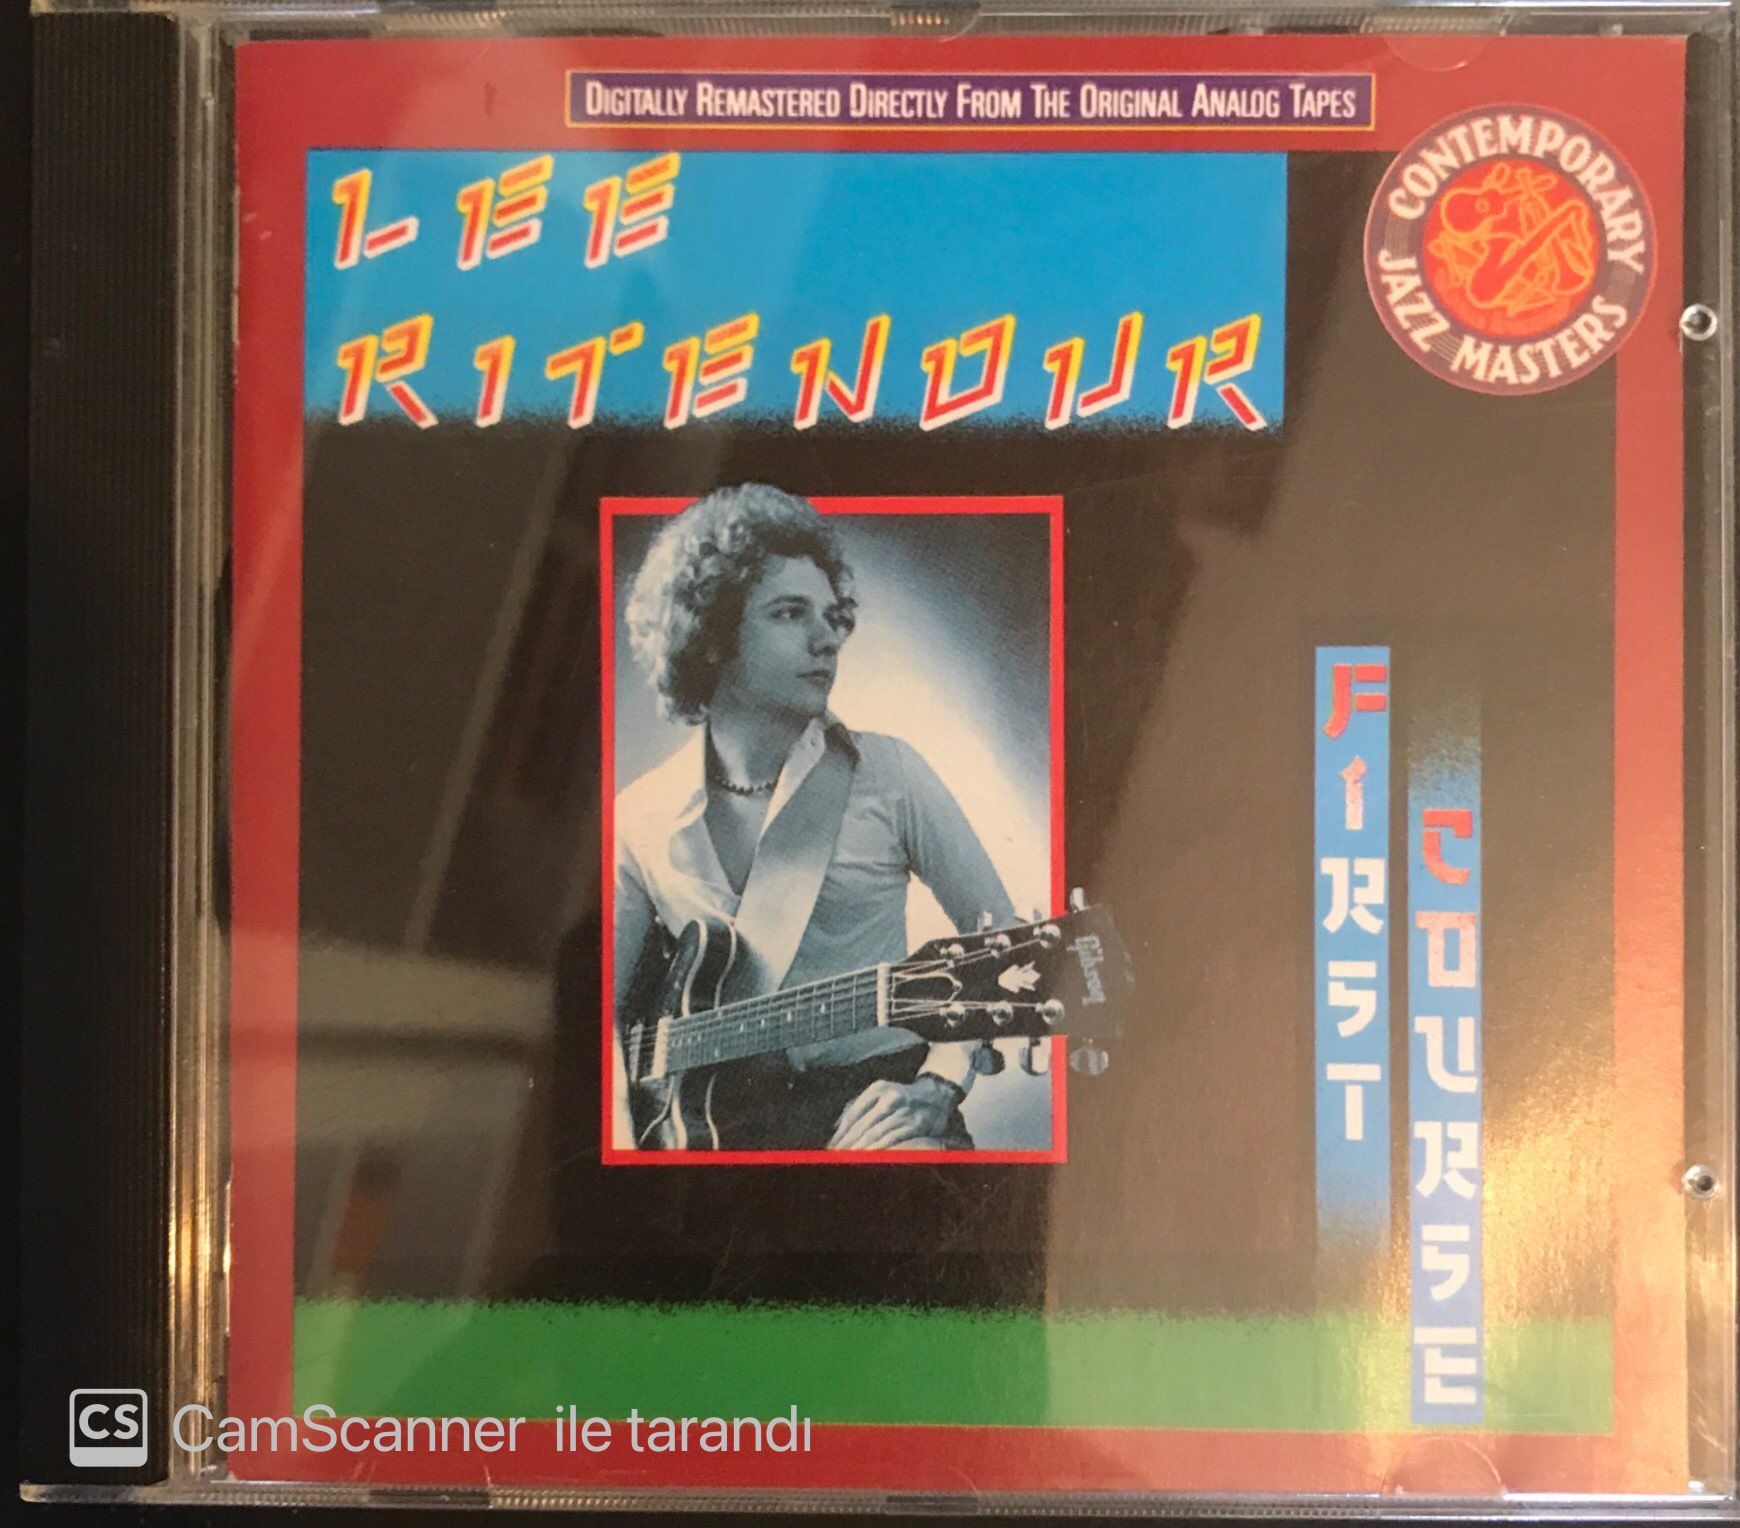 DIGITALLY REMASTERED DIRECTLY FROM THE ORIGINAL ANALOG TAPES
CONTEMPORARY
JAZZ MASTERS
LEE
RITENOUR
Gibson
FIRST
COURSE
CS CamScanner ile tarandı